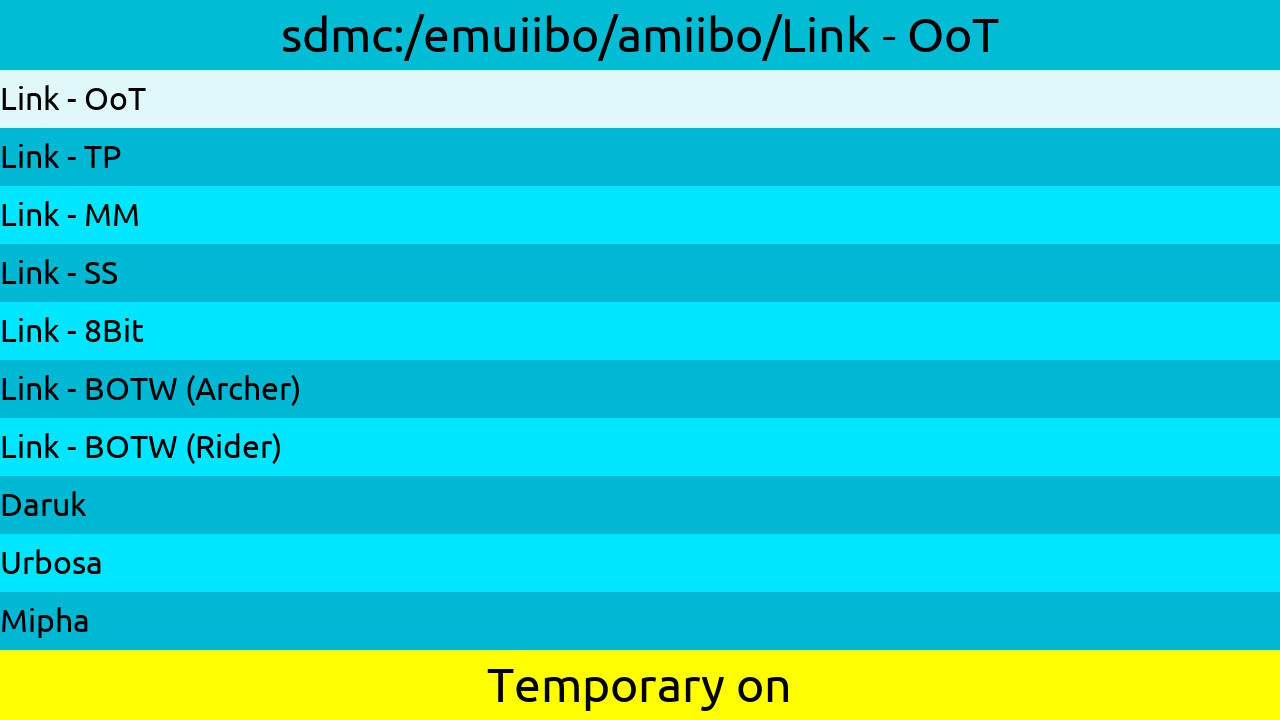 sdmc:/emuiibo/amiibo/Link - OoT
Link - OoT
Link - TP
Link - MM
Link - SS
Link - 8Bit
Link - BOTW (Archer)
Link - BOTW (Rider)
Daruk
Urbosa
Mipha
Temporary on